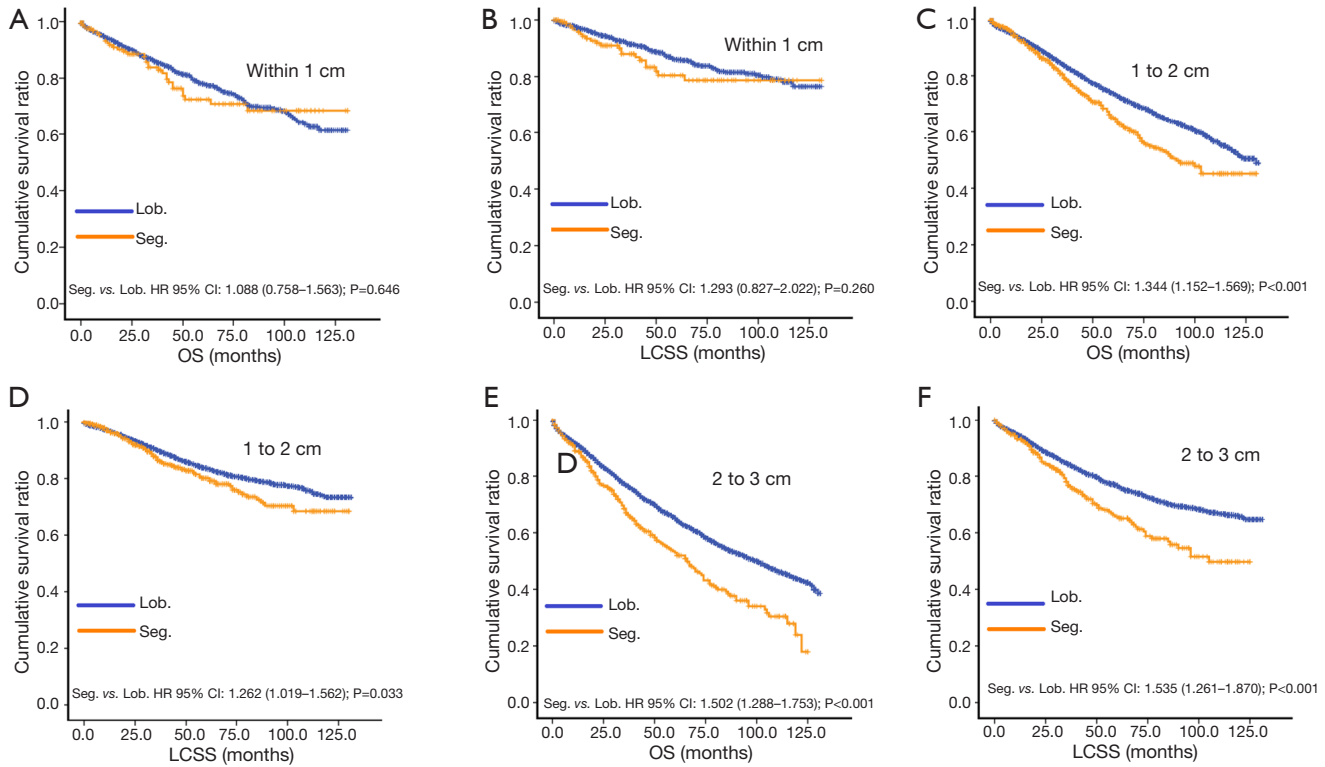 A
Cumulative survival ratio
1.0
0.8
0.6
0.4
0.2
0.0
Within 1 cm
Lob.
Seg.
Seg. vs. Lob. HR 95% CI: 1.088 (0.758–1.563); P=0.646
0.0 25.0 50.0 75.0 100.0 125.0
OS (months)
B
Cumulative survival ratio
1.0
0.8
0.6
0.4
0.2
0.0
Within 1 cm
Lob.
Seg.
Seg. vs. Lob. HR 95% CI: 1.293 (0.827–2.022); P=0.260
0.0 25.0 50.0 75.0 100.0 125.0
LCSS (months)
C
Cumulative survival ratio
1.0
0.8
0.6
0.4
0.2
0.0
1 to 2 cm
Lob.
Seg.
Seg. vs. Lob. HR 95% CI: 1.344 (1.152–1.569); P<0.001
0.0 25.0 50.0 75.0 100.0 125.0
OS (months)
D
Cumulative survival ratio
1.0
0.8
0.6
0.4
0.2
0.0
1 to 2 cm
Lob.
Seg.
Seg. vs. Lob. HR 95% CI: 1.262 (1.019–1.562); P=0.033
0.0 25.0 50.0 75.0 100.0 125.0
LCSS (months)
E
Cumulative survival ratio
1.0
0.8
0.6
0.4
0.2
0.0
D
2 to 3 cm
Lob.
Seg.
Seg. vs. Lob. HR 95% CI: 1.502 (1.288–1.753); P<0.001
0.0 25.0 50.0 75.0 100.0 125.0
OS (months)
F
Cumulative survival ratio
1.0
0.8
0.6
0.4
0.2
0.0
2 to 3 cm
Lob.
Seg.
Seg. vs. Lob. HR 95% CI: 1.535 (1.261–1.870); P<0.001
0.0 25.0 50.0 75.0 100.0 125.0
LCSS (months)